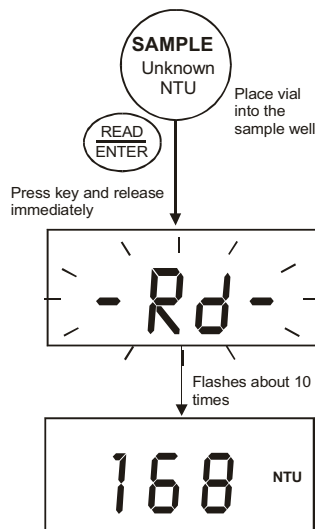 SAMPLE
Unknown
NTU
Place vial
into the
sample well
READ
ENTER
Press key and release
immediately
- Rd -
Flashes about 10
times
168 NTU